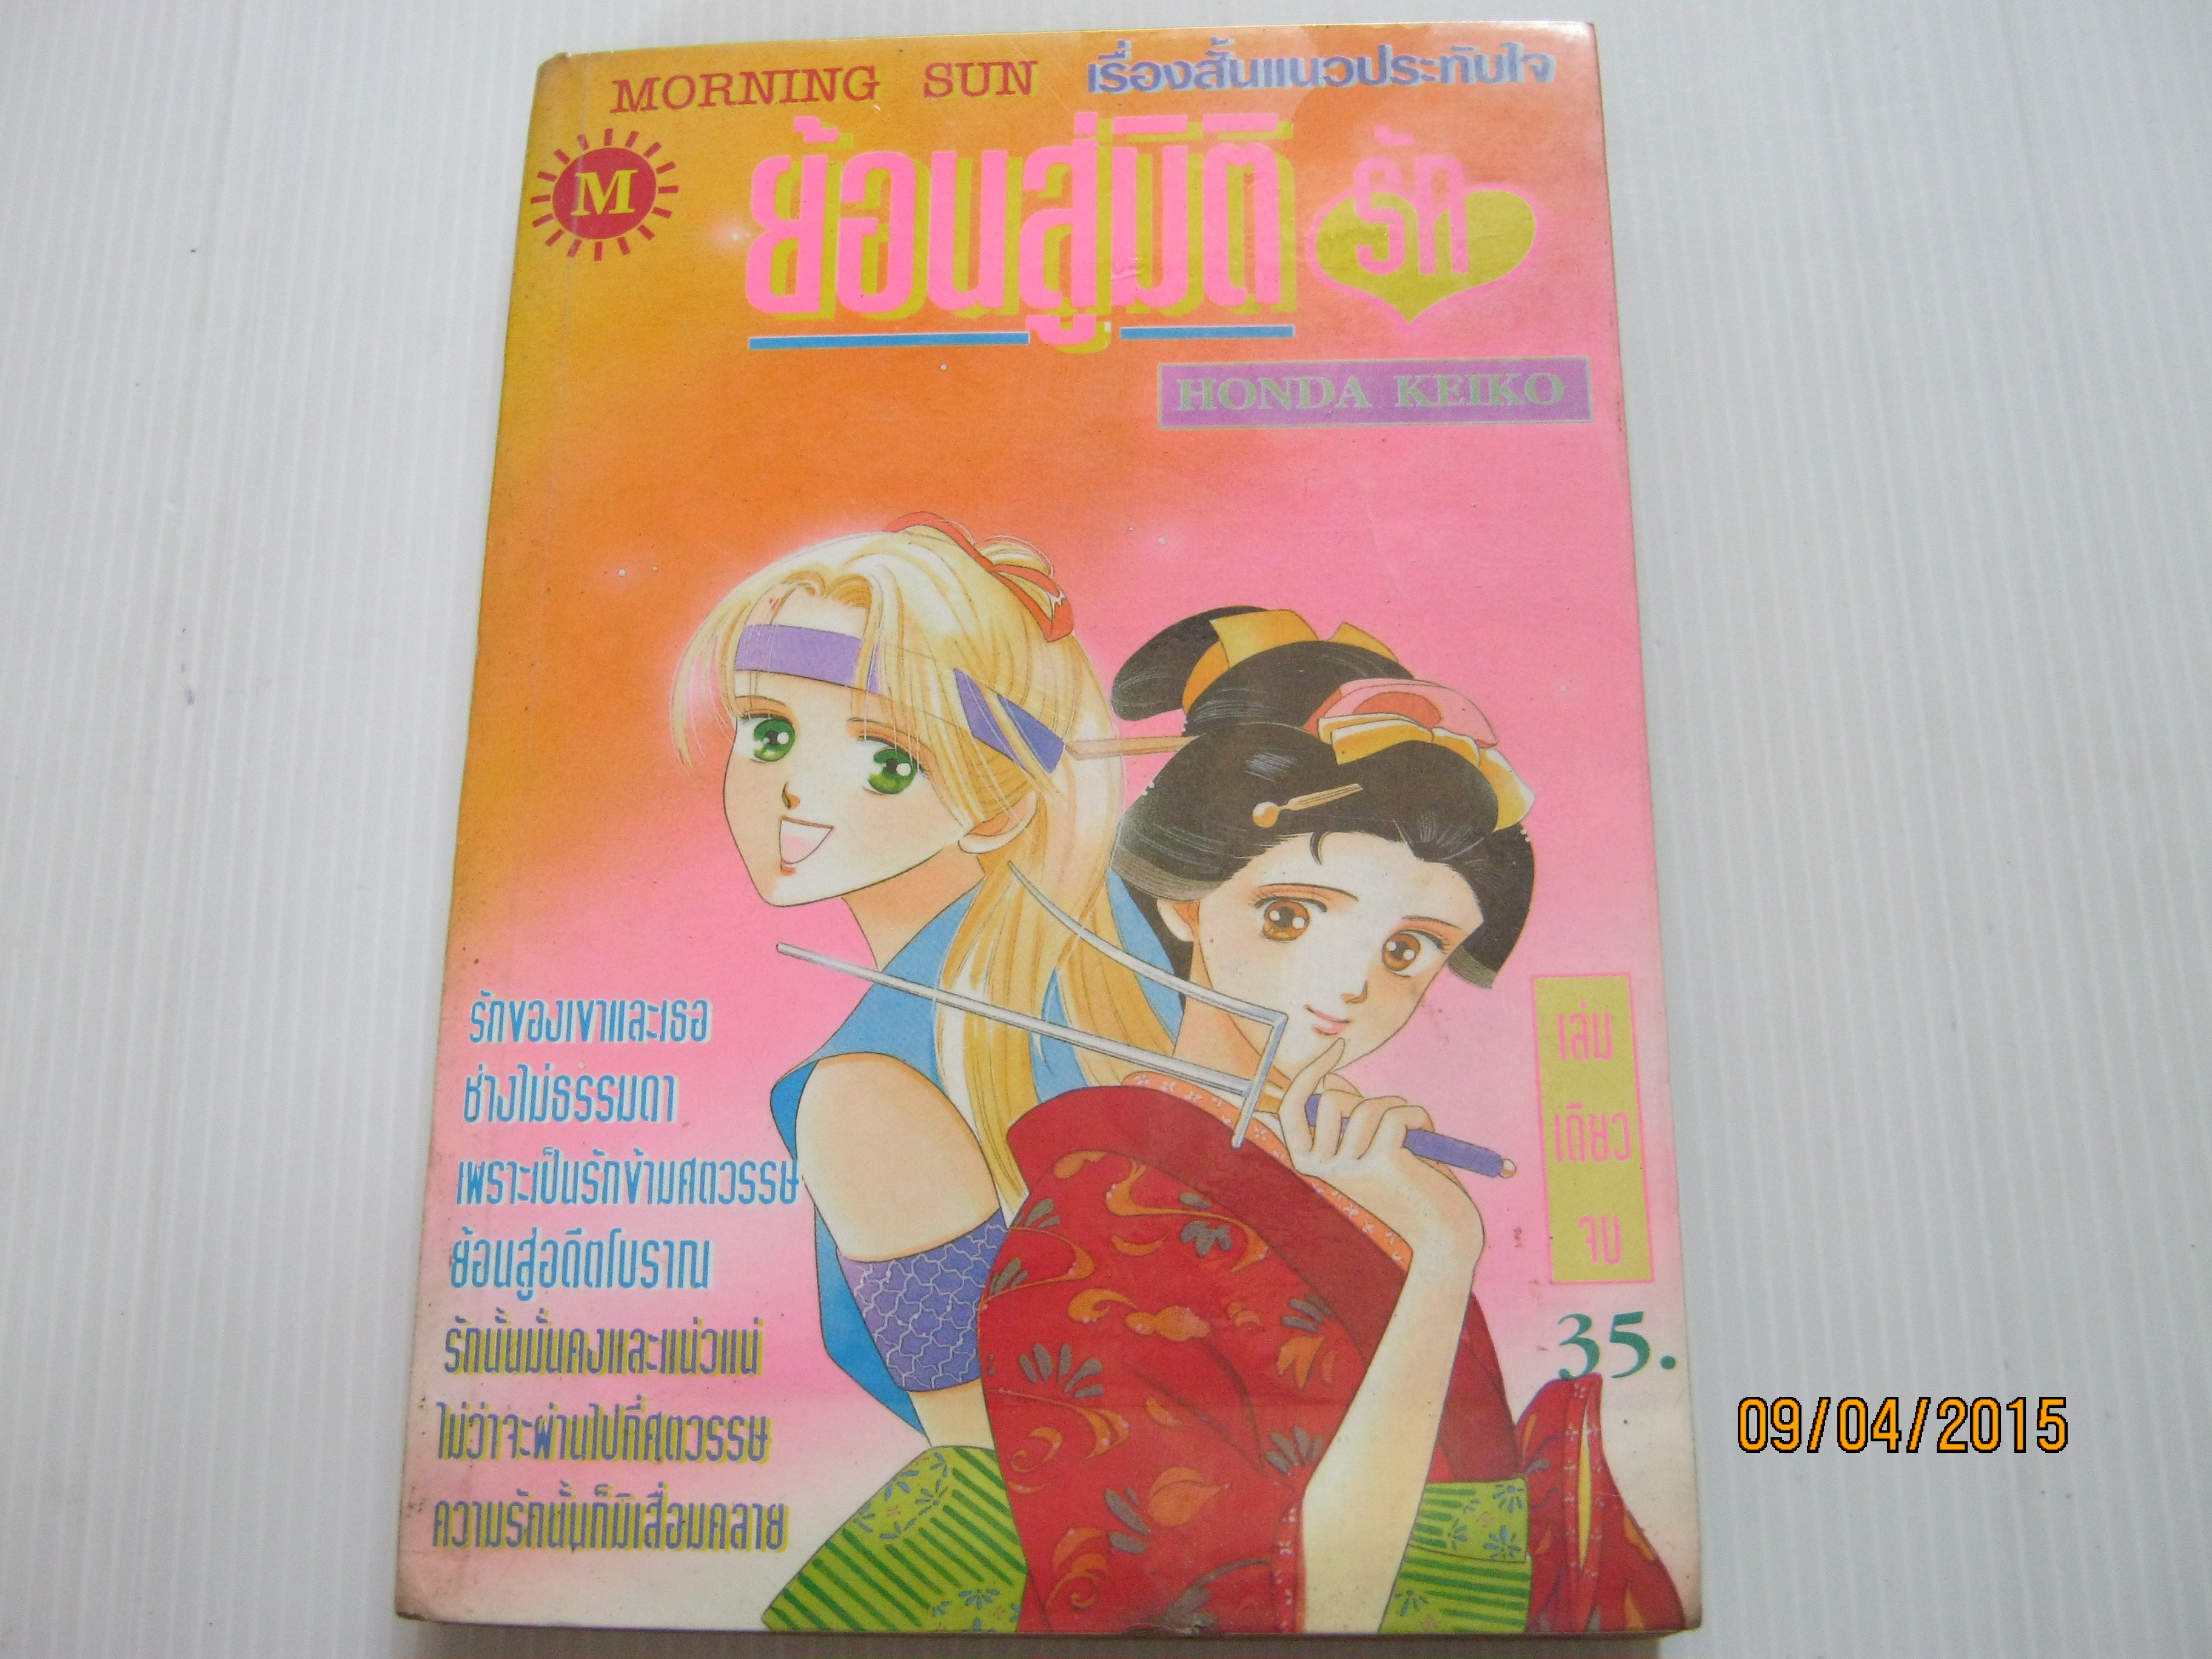 MORNING SUN เรื่องสั้นแนวประทับใจ
M
ย้อนสู่มิติรัก
HONDA KEIKO
รักของเขาและเธอ
ช่างไม่ธรรมดา
เพราะเป็นรักข้ามศตวรรษ
ย้อนสู่อดีตโบราณ
รักนั้นมั่นคงและแน่วแน่
ไม่ว่าจะผ่านไปกี่ศตวรรษ
ความรักนั้นก็มิเสื่อมคลาย
เล่ม
เดียว
จบ
35.
09/04/2015